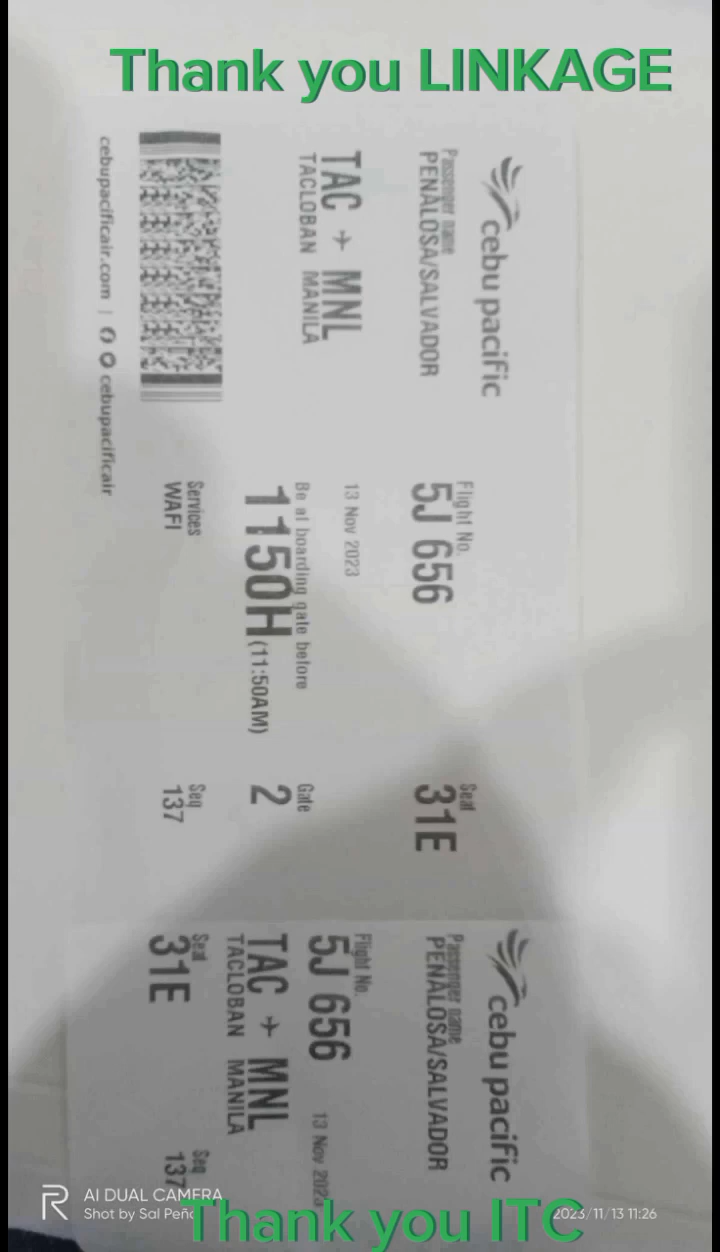 Thank you LINKAGE
cebu pacific
Passenger name
PENALOSA/SALVADOR
TAC → MNL
TACLOBAN MANILA
cebupacificair.com | cebupacificair
Flight No.
5J 656
13 Nov 2023
Be at boarding gate before
1150H (11:50AM)
Services
WAFI
Seat
31E
Gate
2
Seq
137
cebu pacific
Passenger name
PENALOSA/SALVADOR
Flight No.
5J 656
13 Nov 2023
TAC → MNL
TACLOBAN MANILA
Seat
31E
Seq
137
AI DUAL CAMERA
Shot by Sal
2023/11/13 11:26
Thank you ITC